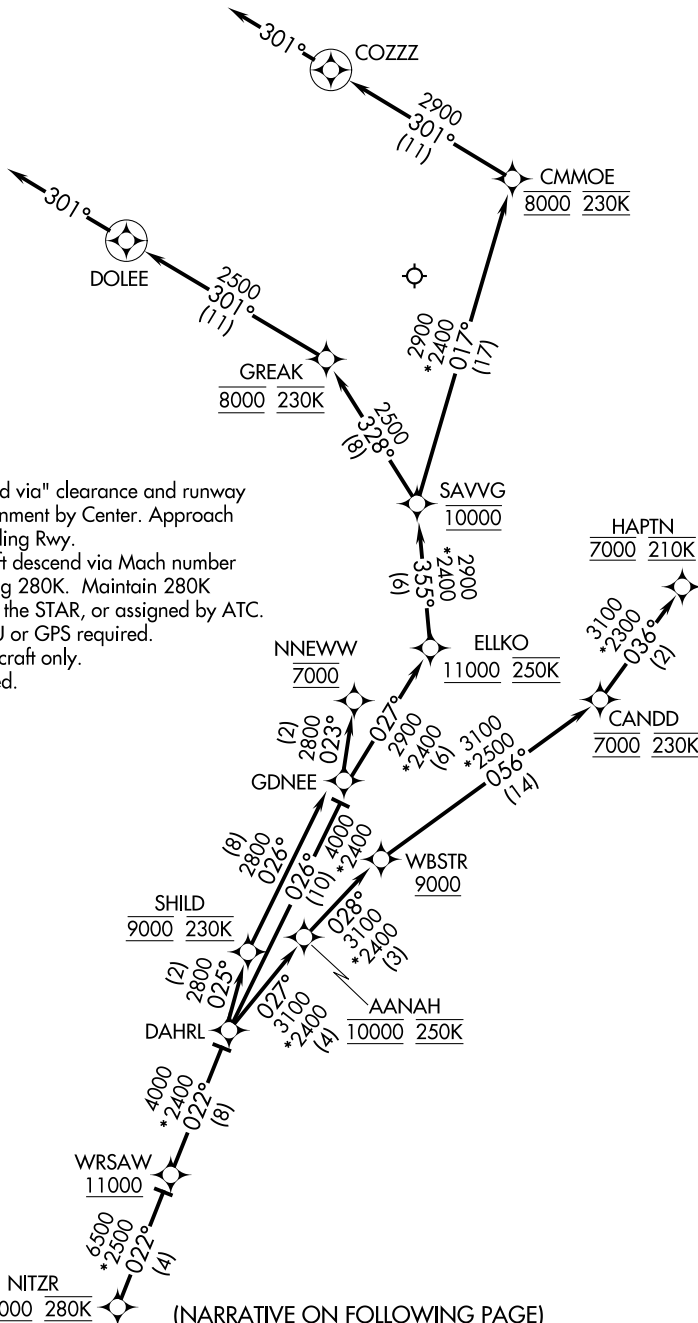 301°
COZZZ
2900
301°
(11)
CMMOE
8000 230K
301°
DOLEE
2500
301°
(11)
2900
*2400
017°
(17)
GREAK
8000 230K
2500
328°
(8)
SAVVG
10000
d via" clearance and runway
nment by Center. Approach
ding Rwy.
ft descend via Mach number
g 280K. Maintain 280K
the STAR, or assigned by ATC.
U or GPS required.
craft only.
ed.
HAPTN
7000 210K
2900
*2400
355°
(6)
3100
*2300
036°
(2)
NNEWW
7000
ELLKO
11000 250K
(2)
2800
023°
027°
2900
*2400
(6)
CANDD
7000 230K
3100
*2500
056°
(14)
GDNEE
(8)
2800
026°
4000
*2400
026°
(10)
WBSTR
9000
SHILD
9000 230K
028°
3100
*2400
(3)
(2)
2800
025°
AANAH
10000 250K
027°
3100
*2400
(4)
DAHRL
4000
*2400
022°
(8)
WRSAW
11000
6500
*2500
022°
(4)
NITZR
000 280K
(NARRATIVE ON FOLLOWING PAGE)